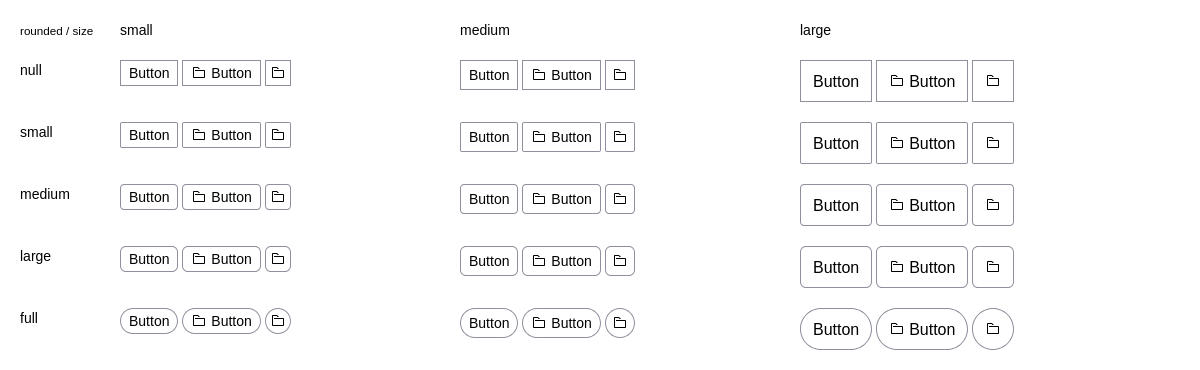 rounded / size small medium large
null Button Button Button Button Button Button
small Button Button Button Button Button Button
medium Button Button Button Button Button Button
large Button Button Button Button Button Button
full Button Button Button Button Button Button